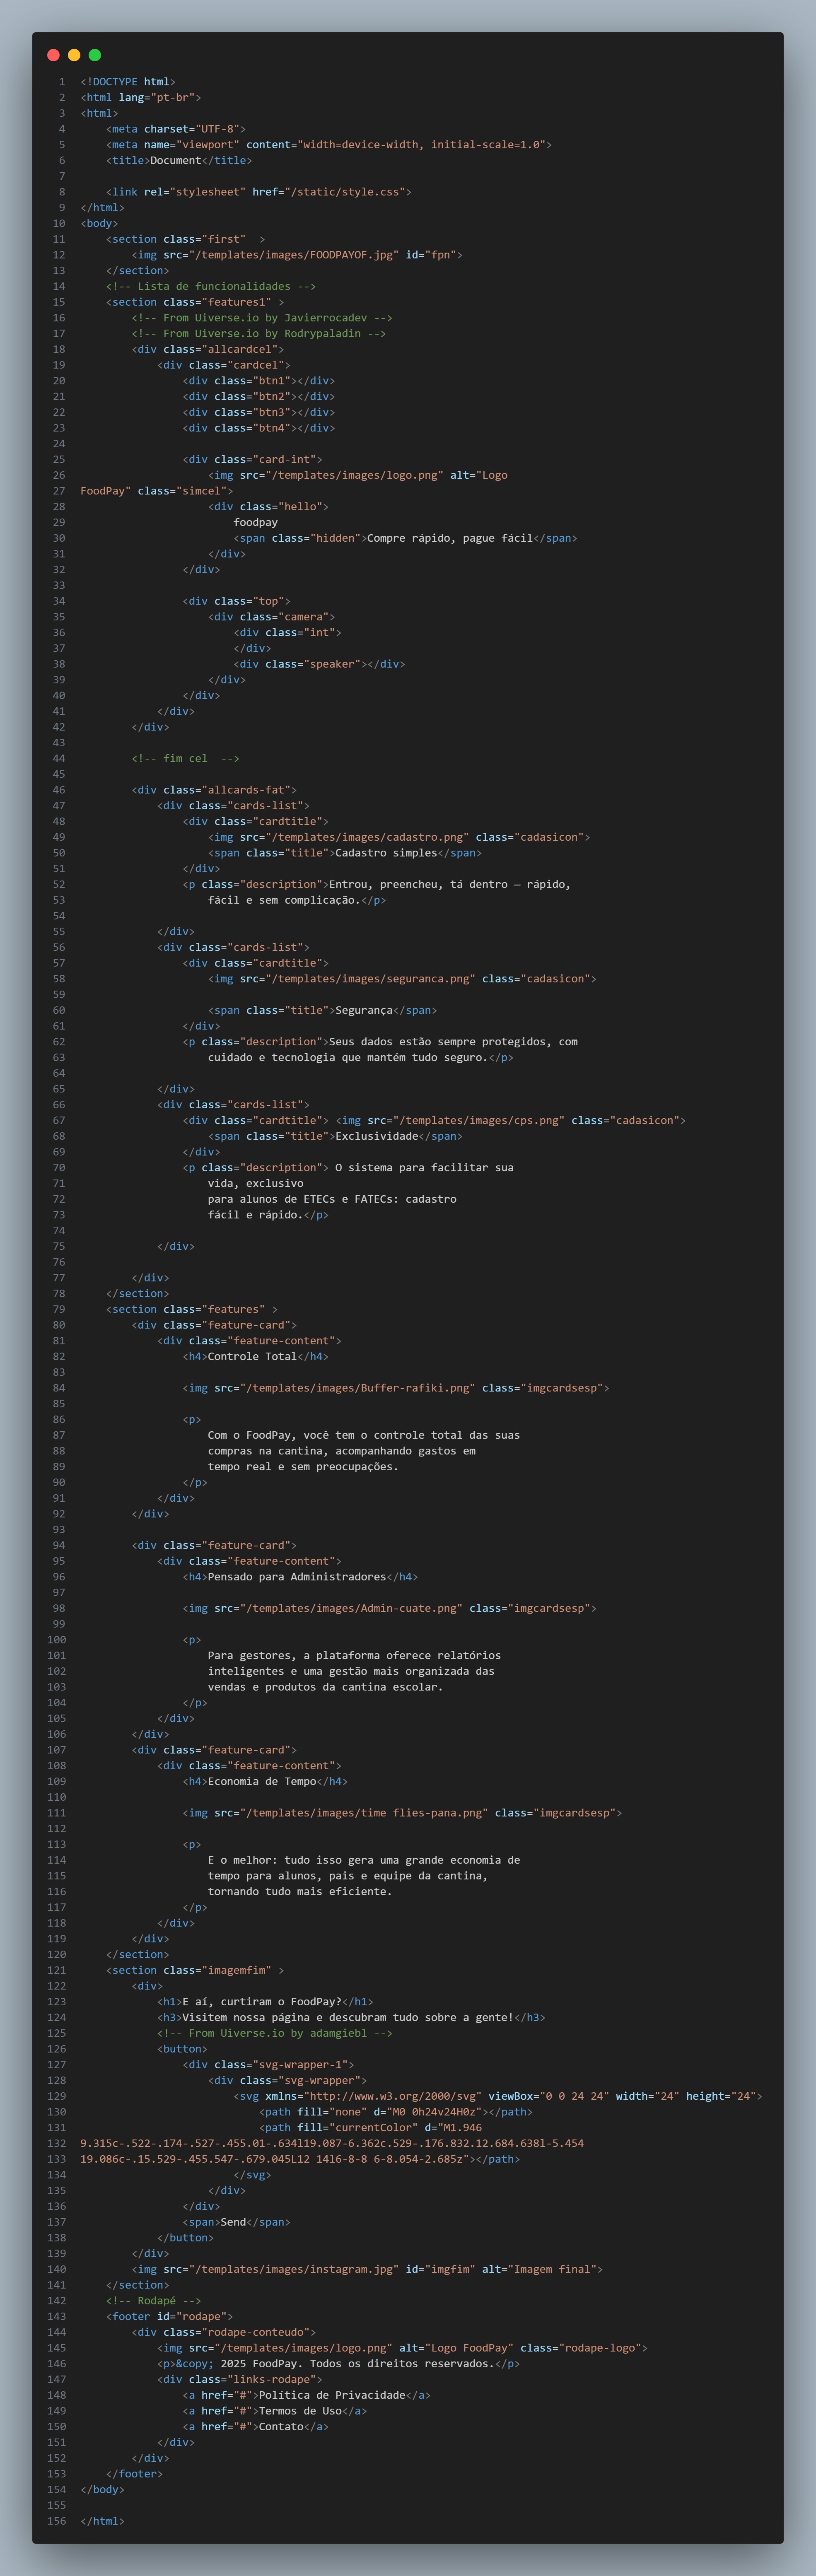 1 <!DOCTYPE html>
2 <html lang="pt-br">
3 <html>
4     <meta charset="UTF-8">
5     <meta name="viewport" content="width=device-width, initial-scale=1.0">
6     <title>Document</title>
7
8     <link rel="stylesheet" href="/static/style.css">
9 </html>
10 <body>
11     <section class="first"  >
12         <img src="/templates/images/FOODPAYOF.jpg" id="fpn">
13     </section>
14     <!-- Lista de funcionalidades -->
15     <section class="features1" >
16         <!-- From Uiverse.io by Javierrocadev -->
17         <!-- From Uiverse.io by Rodrypaladin -->
18         <div class="allcardcel">
19             <div class="cardcel">
20                 <div class="btn1"></div>
21                 <div class="btn2"></div>
22                 <div class="btn3"></div>
23                 <div class="btn4"></div>
24
25                 <div class="card-int">
26                     <img src="/templates/images/logo.png" alt="Logo
27 FoodPay" class="simcel">
28                     <div class="hello">
29                         foodpay
30                         <span class="hidden">Compre rápido, pague fácil</span>
31                     </div>
32                 </div>
33
34                 <div class="top">
35                     <div class="camera">
36                         <div class="int">
37                         </div>
38                         <div class="speaker"></div>
39                     </div>
40                 </div>
41             </div>
42         </div>
43
44         <!-- fim cel  -->
45
46         <div class="allcards-fat">
47             <div class="cards-list">
48                 <div class="cardtitle">
49                     <img src="/templates/images/cadastro.png" class="cadasicon">
50                     <span class="title">Cadastro simples</span>
51                 </div>
52                 <p class="description">Entrou, preencheu, tá dentro — rápido,
53                     fácil e sem complicação.</p>
54
55             </div>
56             <div class="cards-list">
57                 <div class="cardtitle">
58                     <img src="/templates/images/seguranca.png" class="cadasicon">
59
60                     <span class="title">Segurança</span>
61                 </div>
62                 <p class="description">Seus dados estão sempre protegidos, com
63                     cuidado e tecnologia que mantém tudo seguro.</p>
64
65             </div>
66             <div class="cards-list">
67                 <div class="cardtitle"> <img src="/templates/images/cps.png" class="cadasicon">
68                     <span class="title">Exclusividade</span>
69                 </div>
70                 <p class="description"> O sistema para facilitar sua
71                     vida, exclusivo
72                     para alunos de ETECs e FATECs: cadastro
73                     fácil e rápido.</p>
74
75             </div>
76
77         </div>
78     </section>
79     <section class="features" >
80         <div class="feature-card">
81             <div class="feature-content">
82                 <h4>Controle Total</h4>
83
84                 <img src="/templates/images/Buffer-rafiki.png" class="imgcardsesp">
85
86                 <p>
87                     Com o FoodPay, você tem o controle total das suas
88                     compras na cantina, acompanhando gastos em
89                     tempo real e sem preocupações.
90                 </p>
91             </div>
92         </div>
93
94         <div class="feature-card">
95             <div class="feature-content">
96                 <h4>Pensado para Administradores</h4>
97
98                 <img src="/templates/images/Admin-cuate.png" class="imgcardsesp">
99
100                 <p>
101                     Para gestores, a plataforma oferece relatórios
102                     inteligentes e uma gestão mais organizada das
103                     vendas e produtos da cantina escolar.
104                 </p>
105             </div>
106         </div>
107         <div class="feature-card">
108             <div class="feature-content">
109                 <h4>Economia de Tempo</h4>
110
111                 <img src="/templates/images/time flies-pana.png" class="imgcardsesp">
112
113                 <p>
114                     E o melhor: tudo isso gera uma grande economia de
115                     tempo para alunos, pais e equipe da cantina,
116                     tornando tudo mais eficiente.
117                 </p>
118             </div>
119         </div>
120     </section>
121     <section class="imagemfim" >
122         <div>
123             <h1>E aí, curtiram o FoodPay?</h1>
124             <h3>Visitem nossa página e descubram tudo sobre a gente!</h3>
125             <!-- From Uiverse.io by adamgiebl -->
126             <button>
127                 <div class="svg-wrapper-1">
128                     <div class="svg-wrapper">
129                         <svg xmlns="http://www.w3.org/2000/svg" viewBox="0 0 24 24" width="24" height="24">
130                             <path fill="none" d="M0 0h24v24H0z"></path>
131                             <path fill="currentColor" d="M1.946
132 9.315c-.522-.174-.527-.455.01-.634l19.087-6.362c.529-.176.832.12.684.638l-5.454
133 19.086c-.15.529-.455.547-.679.045L12 14l6-8-8 6-8.054-2.685z"></path>
134                         </svg>
135                     </div>
136                 </div>
137                 <span>Send</span>
138             </button>
139         </div>
140         <img src="/templates/images/instagram.jpg" id="imgfim" alt="Imagem final">
141     </section>
142     <!-- Rodapé -->
143     <footer id="rodape">
144         <div class="rodape-conteudo">
145             <img src="/templates/images/logo.png" alt="Logo FoodPay" class="rodape-logo">
146             <p>&copy; 2025 FoodPay. Todos os direitos reservados.</p>
147             <div class="links-rodape">
148                 <a href="#">Política de Privacidade</a>
149                 <a href="#">Termos de Uso</a>
150                 <a href="#">Contato</a>
151             </div>
152         </div>
153     </footer>
154 </body>
155
156 </html>